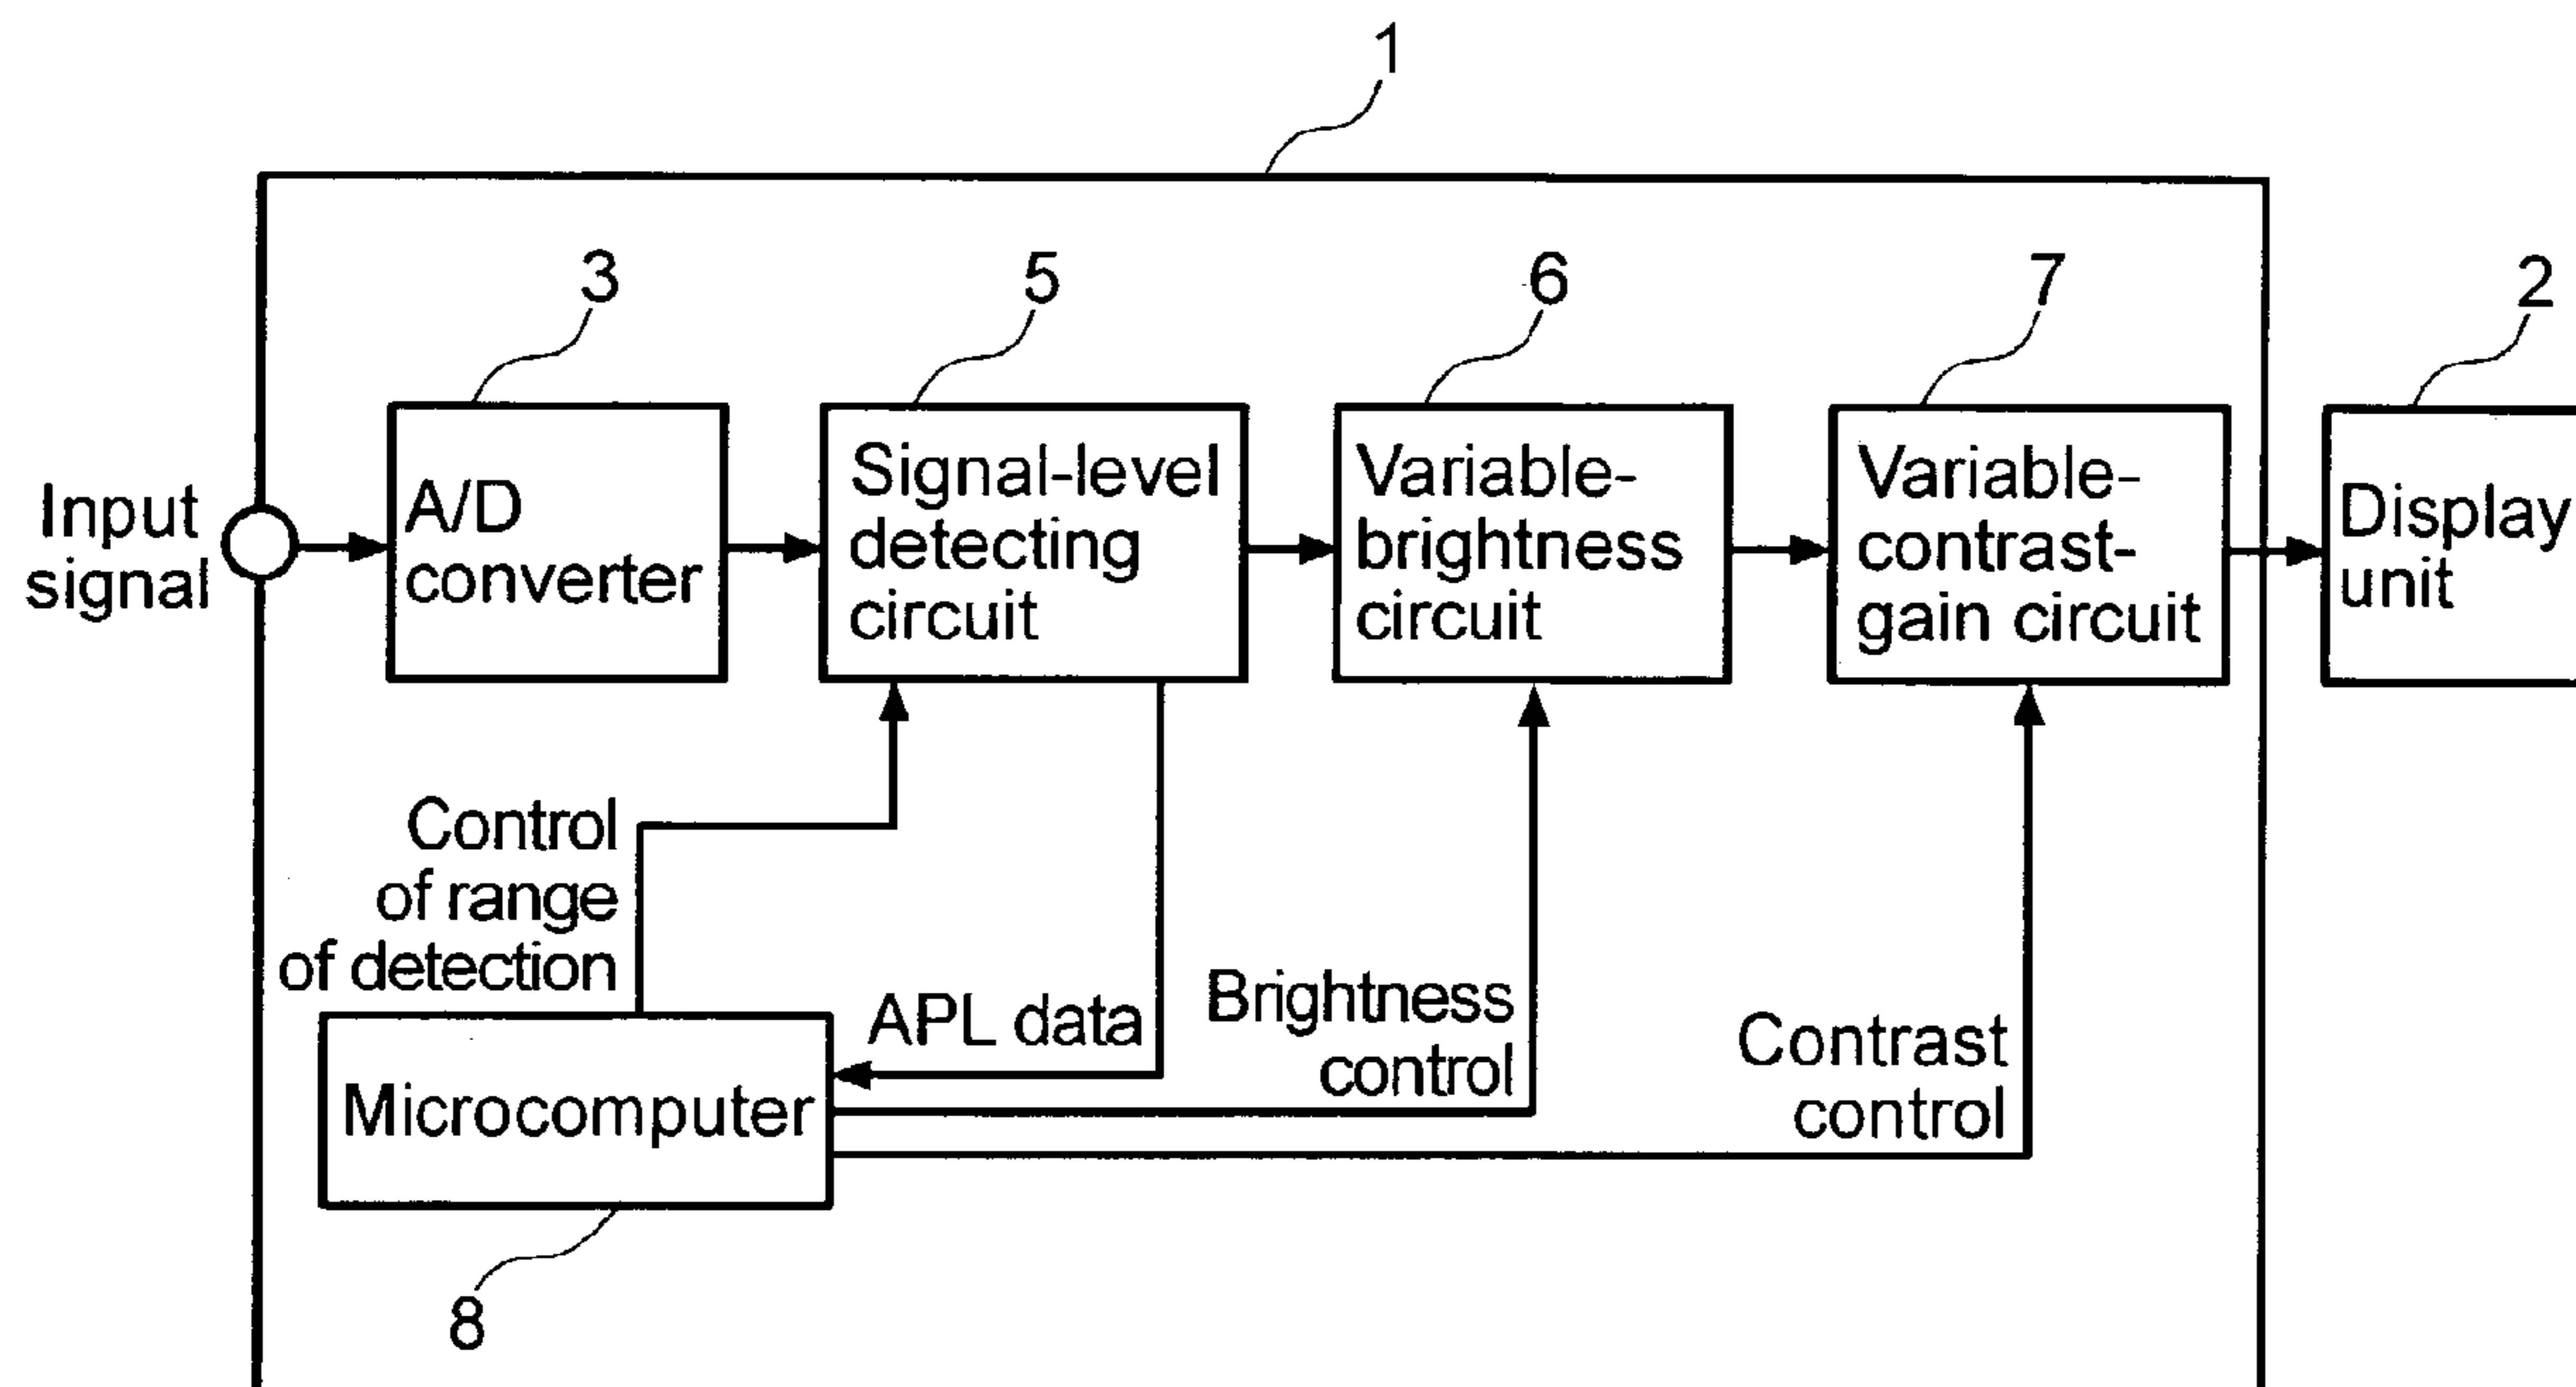 1
3
5
6
7
2
Input
signal
A/D
converter
Signal-level
detecting
circuit
Variable-
brightness
circuit
Variable-
contrast-
gain circuit
Display
unit
Control
of range
of detection
APL data
Brightness
control
Contrast
control
Microcomputer
8